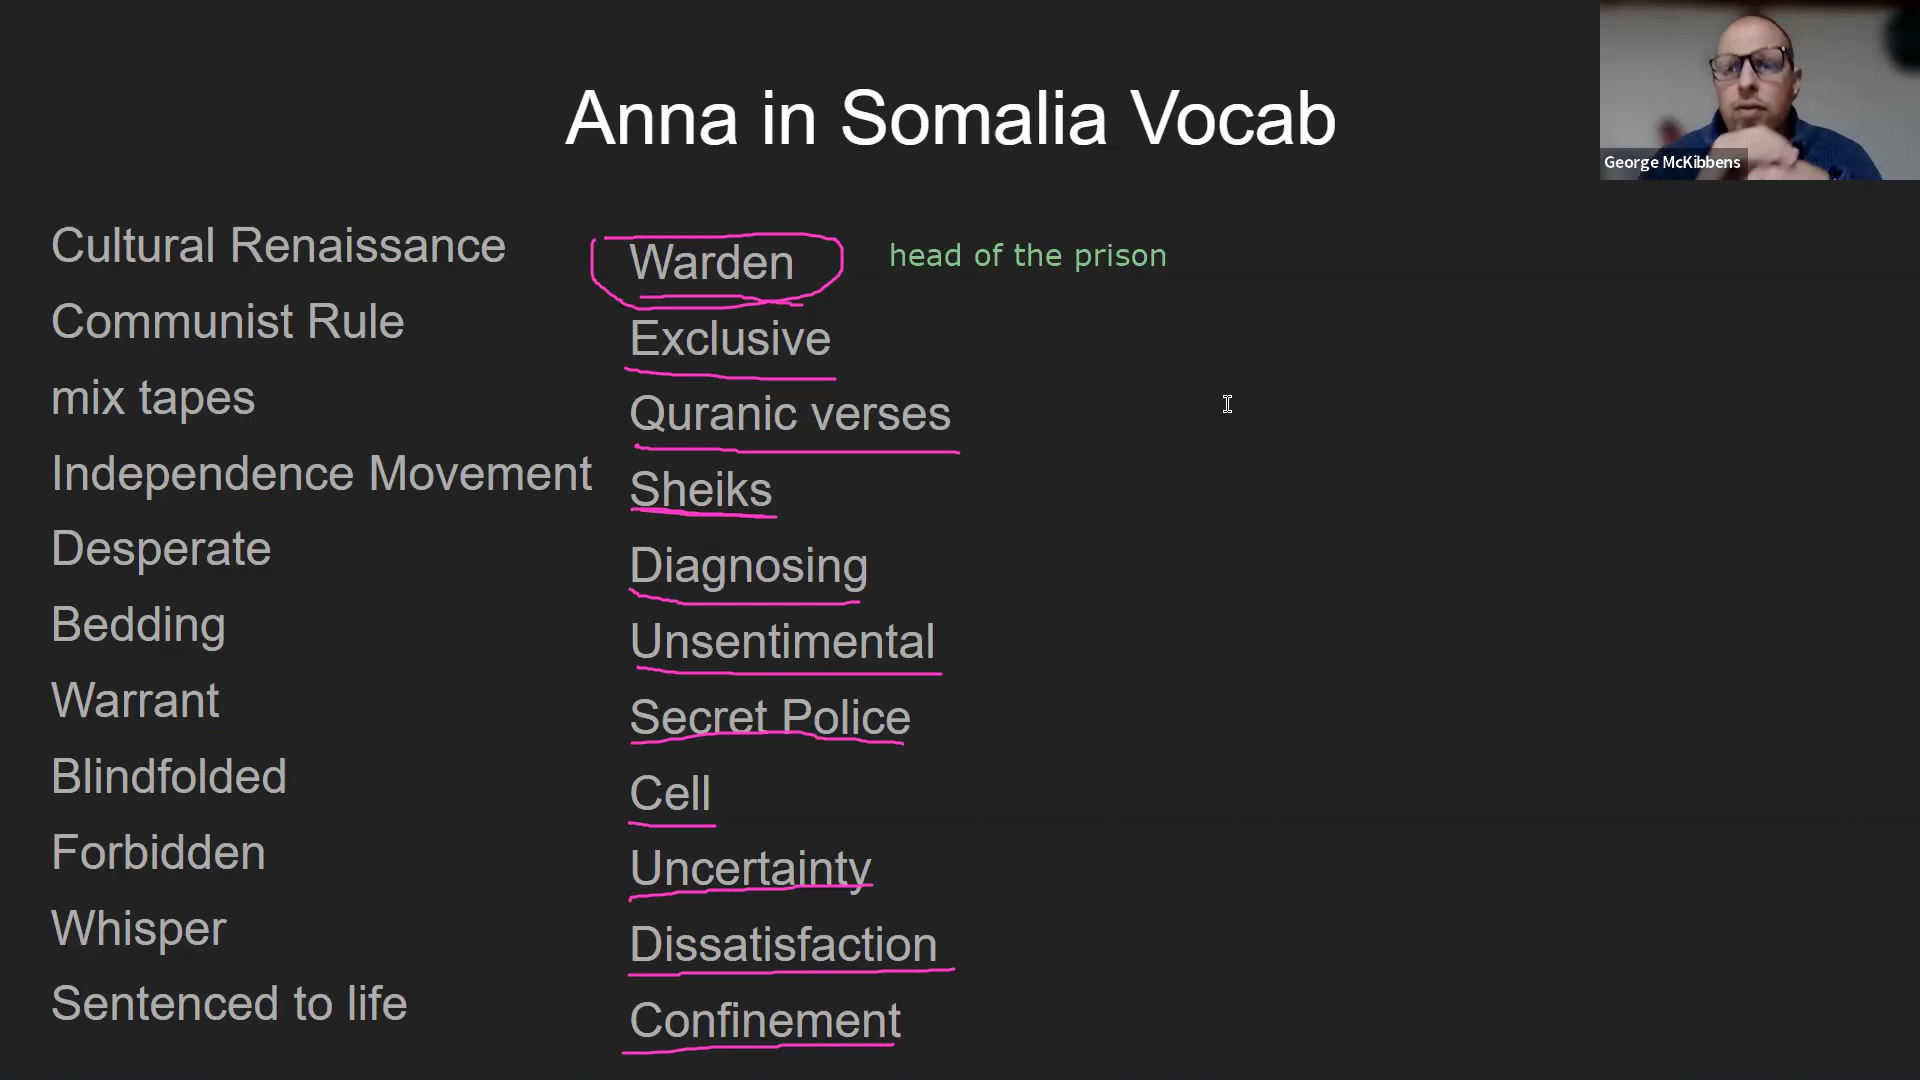 Anna in Somalia Vocab
George McKibbens
Cultural Renaissance
Communist Rule
mix tapes
Independence Movement
Desperate
Bedding
Warrant
Blindfolded
Forbidden
Whisper
Sentenced to life
Warden
head of the prison
Exclusive
Quranic verses
Sheiks
Diagnosing
Unsentimental
Secret Police
Cell
Uncertainty
Dissatisfaction
Confinement